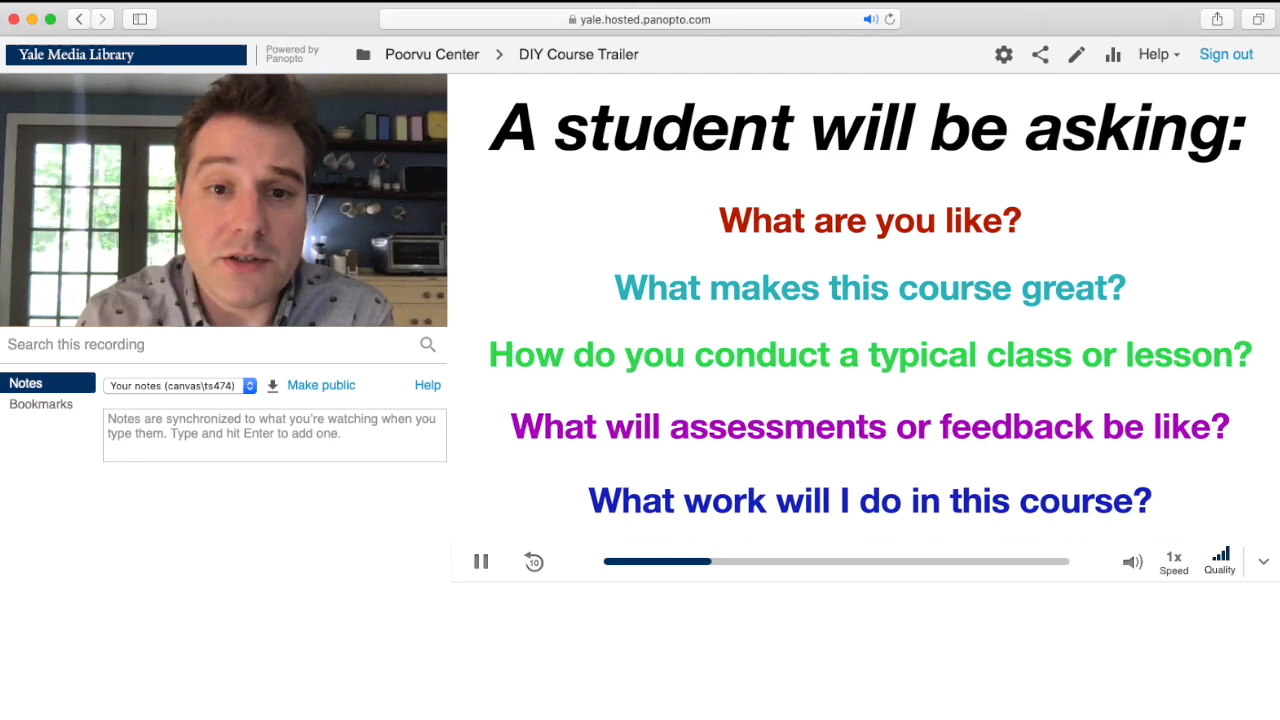 yale.hosted.panopto.com
Yale Media Library
Powered by
Panopto
Poorvu Center
DIY Course Trailer
Help
Sign out
A student will be asking:
What are you like?
What makes this course great?
How do you conduct a typical class or lesson?
What will assessments or feedback be like?
What work will I do in this course?
Search this recording
Notes
Bookmarks
Your notes (canvas\ts474)
Make public
Help
Notes are synchronized to what you're watching when you
type them. Type and hit Enter to add one.
10
1x
Speed
Quality